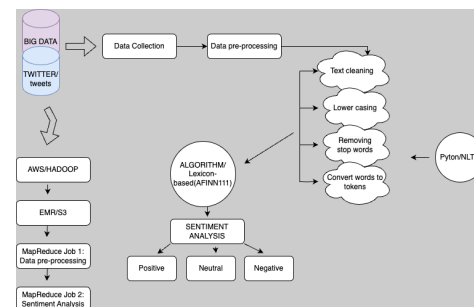 BIG DATA
TWITTER/
tweets
Data Collection
Data pre-processing
Text cleaning
Lower casing
Removing
stop words
Convert words to
tokens
Pyton/NLT
ALGORITHM/
Lexicon-
based(AFINN111)
SENTIMENT
ANALYSIS
Positive
Neutral
Negative
AWS/HADOOP
EMR/S3
MapReduce Job 1:
Data pre-processing
MapReduce Job 2:
Sentiment Analysis